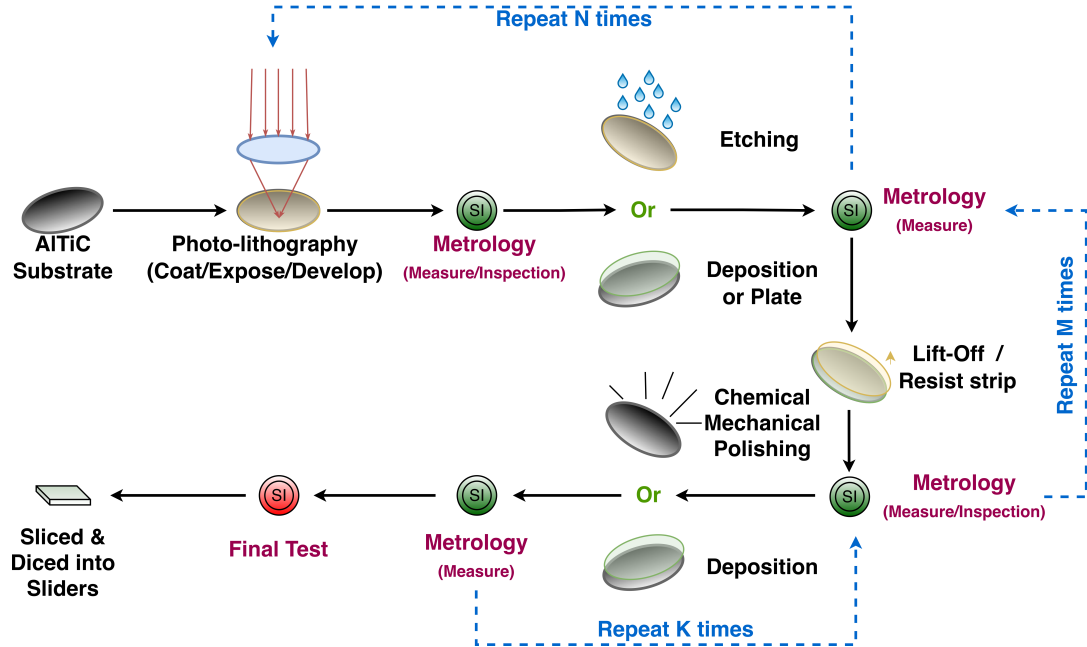 Repeat N times
Etching
SI
Or
SI
Metrology
(Measure)
AlTiC
Substrate
Photo-lithography
(Coat/Expose/Develop)
Metrology
(Measure/Inspection)
Deposition
or Plate
Repeat M times
Lift-Off /
Resist strip
Chemical
Mechanical
Polishing
SI
Metrology
(Measure/Inspection)
Or
SI
SI
Sliced &
Diced into
Sliders
Final Test
Metrology
(Measure)
Deposition
Repeat K times